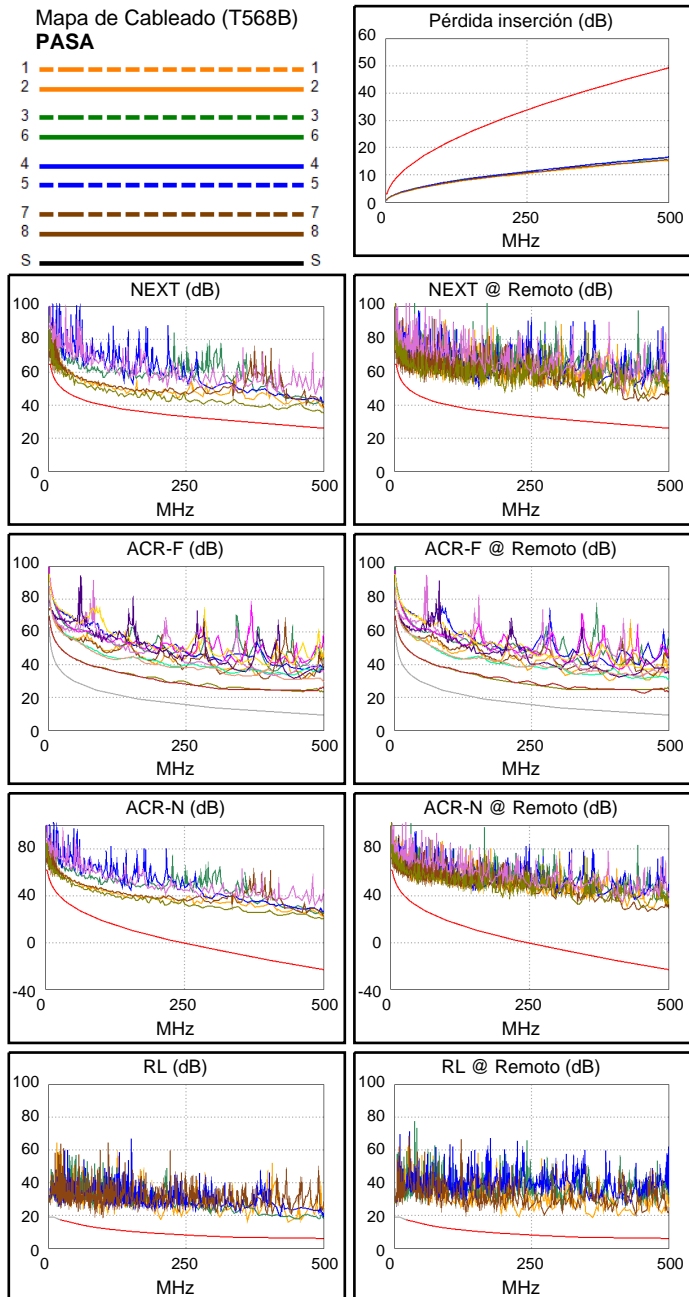 Mapa de Cableado (T568B)
PASA
1 1
2 2
3 3
6 6
4 4
5 5
7 7
8 8
S S
Pérdida inserción (dB)
60
50
40
30
20
10
0
0 250 500
MHz
NEXT (dB)
100
80
60
40
20
0
0 250 500
MHz
NEXT @ Remoto (dB)
100
80
60
40
20
0
0 250 500
MHz
ACR-F (dB)
100
80
60
40
20
0
0 250 500
MHz
ACR-F @ Remoto (dB)
100
80
60
40
20
0
0 250 500
MHz
ACR-N (dB)
80
40
0
-40
0 250 500
MHz
ACR-N @ Remoto (dB)
80
40
0
-40
0 250 500
MHz
RL (dB)
100
80
60
40
20
0
0 250 500
MHz
RL @ Remoto (dB)
100
80
60
40
20
0
0 250 500
MHz